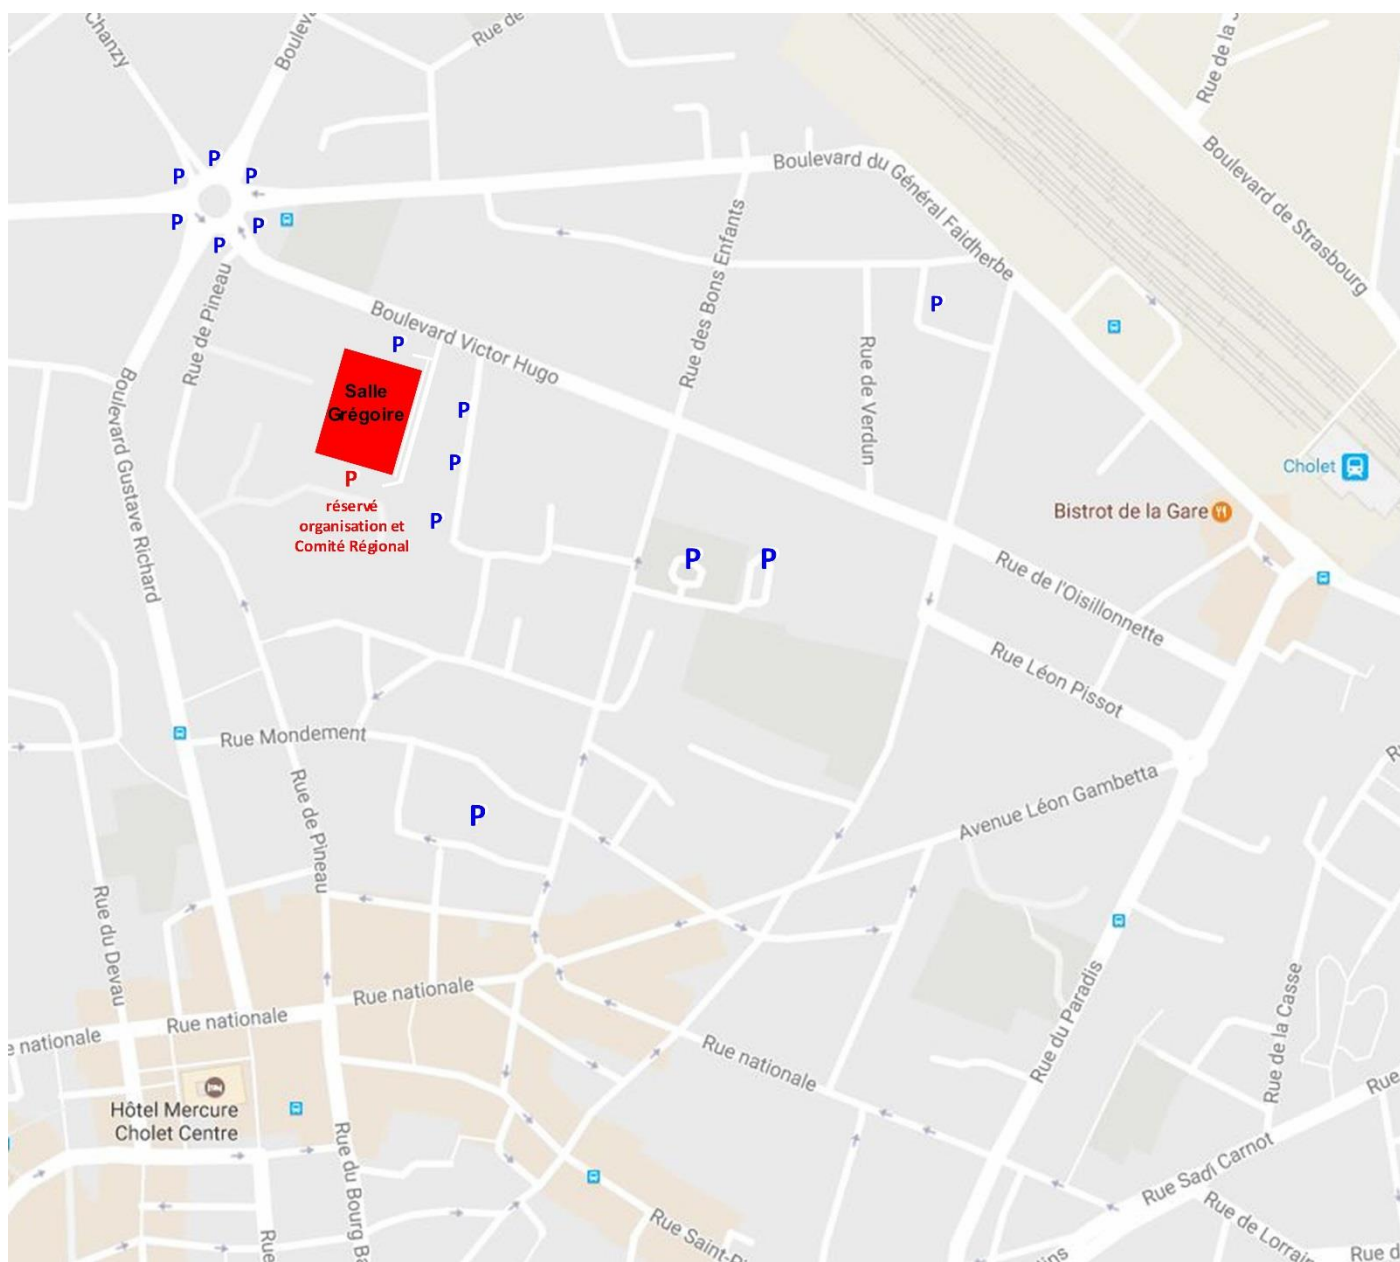 Chanzy
Boulev
Rue de
Rue de la
P
P
P
P
P
P
Boulevard du Général Faidherbe
Boulevard de Strasbourg
Rue de Pineau
Rue des Bons Enfants
P
Boulevard Victor Hugo
P
Rue de Verdun
Boulevard Gustave Richard
Salle
Grégoire
P
P
P
P
réservé
organisation et
Comité Régional
Cholet
Bistrot de la Gare
P
P
Rue de l'Oisillonnette
Rue Léon Pissot
Rue Mondement
Rue de Pineau
P
Avenue Léon Gambetta
R
Rue du Devau
Rue nationale
Rue nationale
e nationale
Rue nationale
Rue du Paradis
Rue de la Casse
Rue
Hôtel Mercure
Cholet Centre
Rue du Bourg Ba
Rue Sadi Carnot
Rue de Lorrain
Rue Saint-
Rue
lins
Rue d